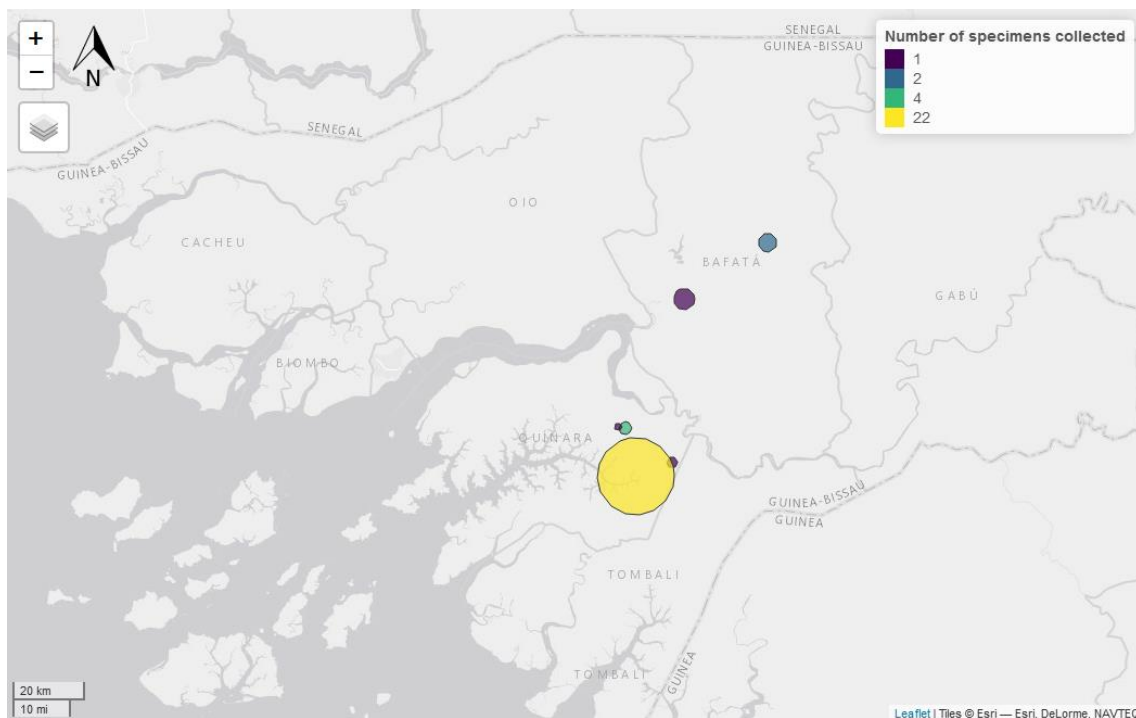 +
−
N
Number of specimens collected
1
2
4
22
SENEGAL
GUINEA-BISSAU
SENEGAL
GUINEA-BISSAU
OIO
CACHEU
BAFATÁ
GABÚ
BIOMBO
QUINARA
GUINEA-BISSAU
GUINEA
TOMBALI
TOMBALI
GUINEA
20 km
10 mi
Leaflet | Tiles © Esri — Esri, DeLorme, NAVTEQ